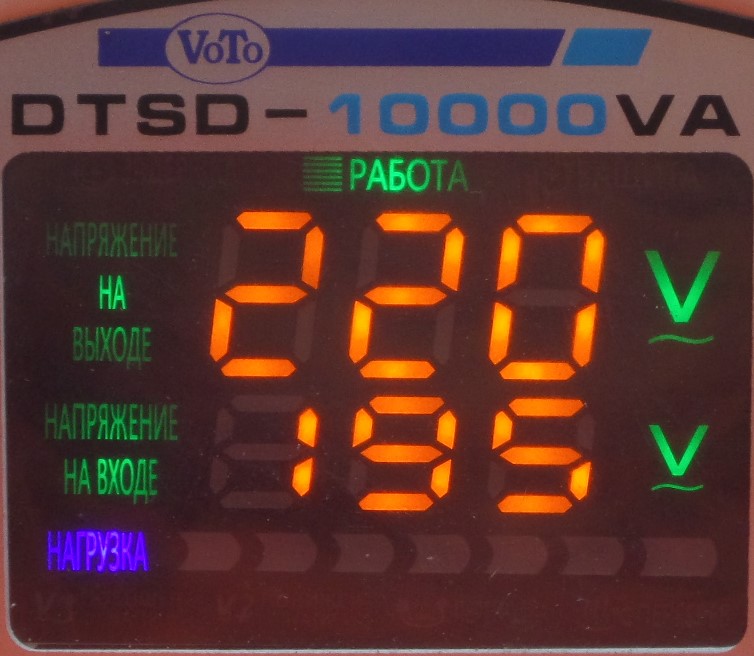 VoTo
DTSD-10000VA
РАБОТА
НАПРЯЖЕНИЕ
НА
ВЫХОДЕ
220 V
НАПРЯЖЕНИЕ
НА ВХОДЕ
195 V
НАГРУЗКА